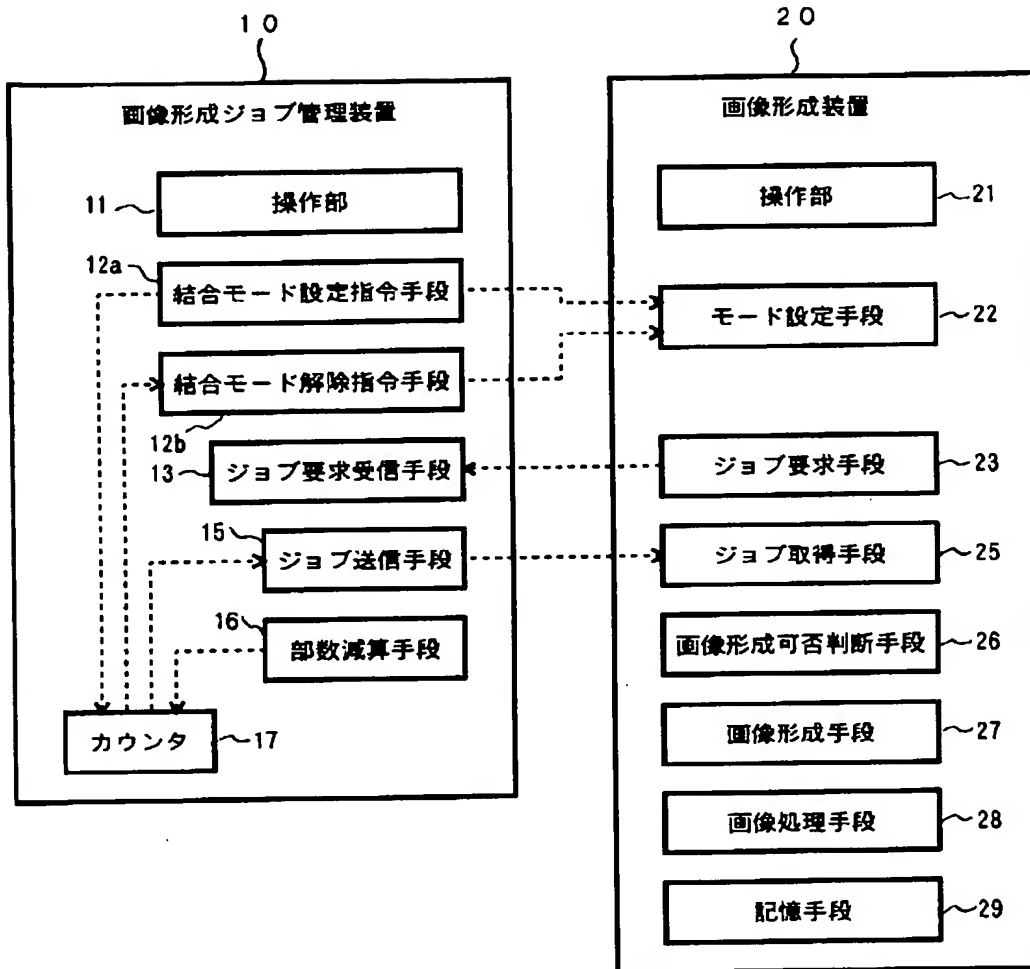 10
画像形成ジョブ管理装置
11
操作部
12a
結合モード設定指令手段
結合モード解除指令手段
12b
13
ジョブ要求受信手段
15
ジョブ送信手段
16
部数減算手段
カウンタ
17
20
画像形成装置
操作部
21
モード設定手段
22
ジョブ要求手段
23
ジョブ取得手段
25
画像形成可否判断手段
26
画像形成手段
27
画像処理手段
28
記憶手段
29